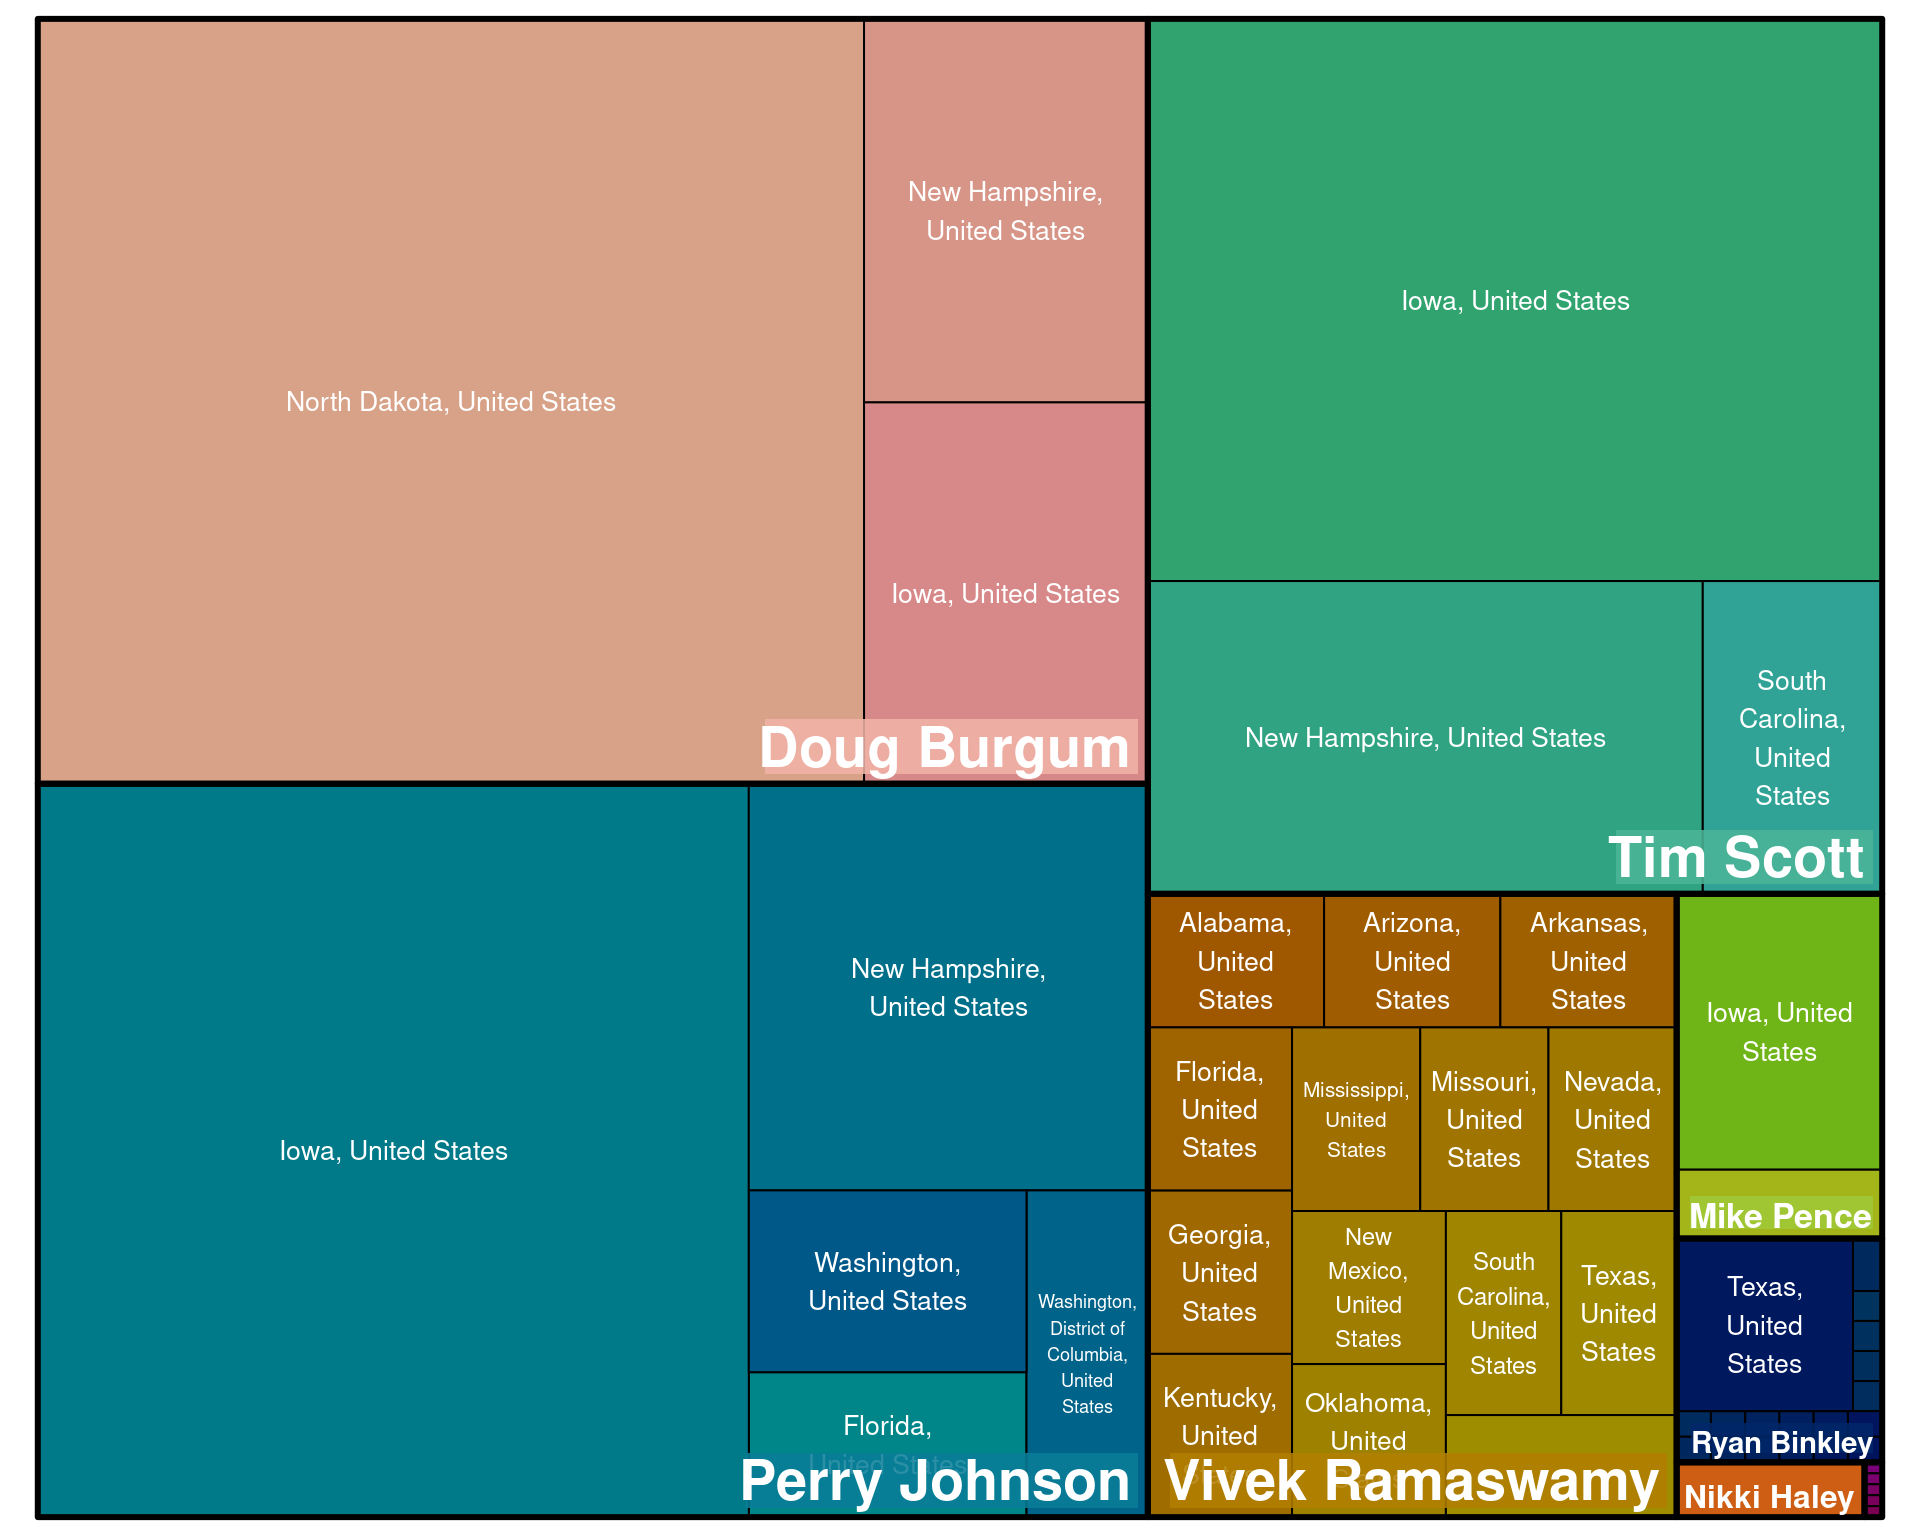 North Dakota, United States
New Hampshire,
United States
Iowa, United States
Doug Burgum
Iowa, United States
New Hampshire, United States
South
Carolina,
United
States
Tim Scott
Iowa, United States
New Hampshire,
United States
Washington,
United States
Washington,
District of
Columbia,
United
States
Florida,
United States
Perry Johnson
Alabama,
United
States
Arizona,
United
States
Arkansas,
United
States
Florida,
United
States
Mississippi,
United
States
Missouri,
United
States
Nevada,
United
States
Georgia,
United
States
New
Mexico,
United
States
South
Carolina,
United
States
Texas,
United
States
Kentucky,
United
Oklahoma,
United
Vivek Ramaswamy
Iowa, United
States
Mike Pence
Texas,
United
States
Ryan Binkley
Nikki Haley